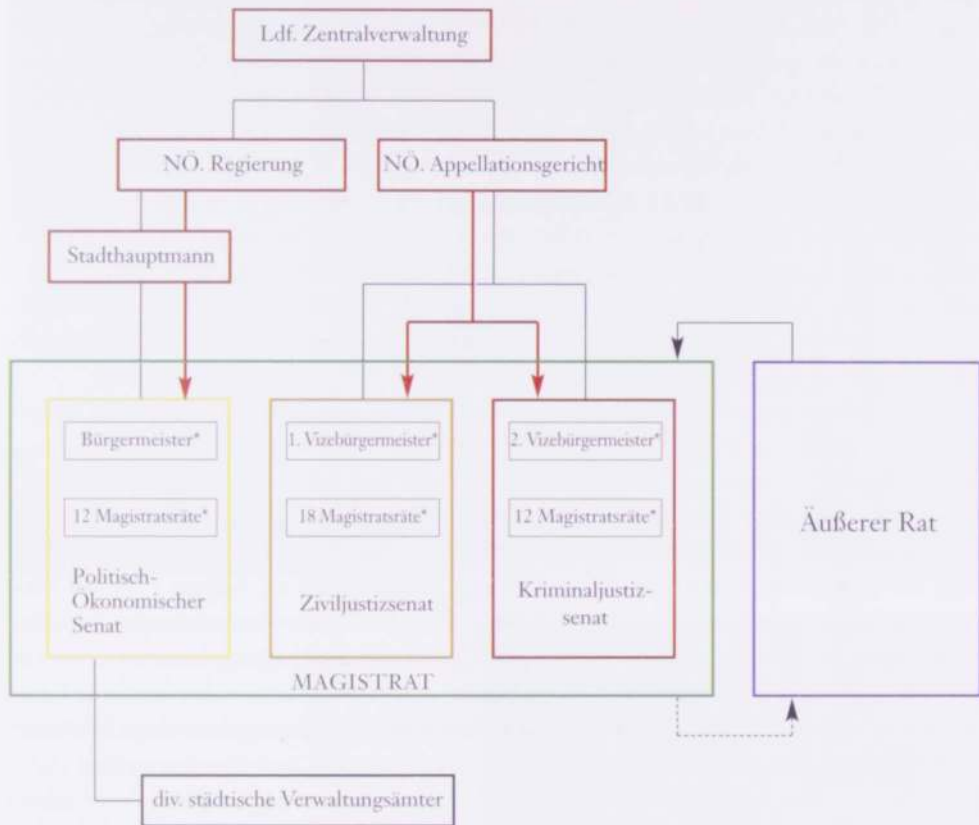 Ldf. Zentralverwaltung
NÖ. Regierung
NÖ. Appellationsgericht
Stadthauptmann
Bürgermeister*
1. Vizebürgermeister*
2. Vizebürgermeister*
12 Magistratsräte*
18 Magistratsräte*
12 Magistratsräte*
Politisch-
Ökonomischer
Senat
Ziviljustizsenat
Kriminaljustiz-
senat
MAGISTRAT
Äußerer Rat
div. städtische Verwaltungsämter